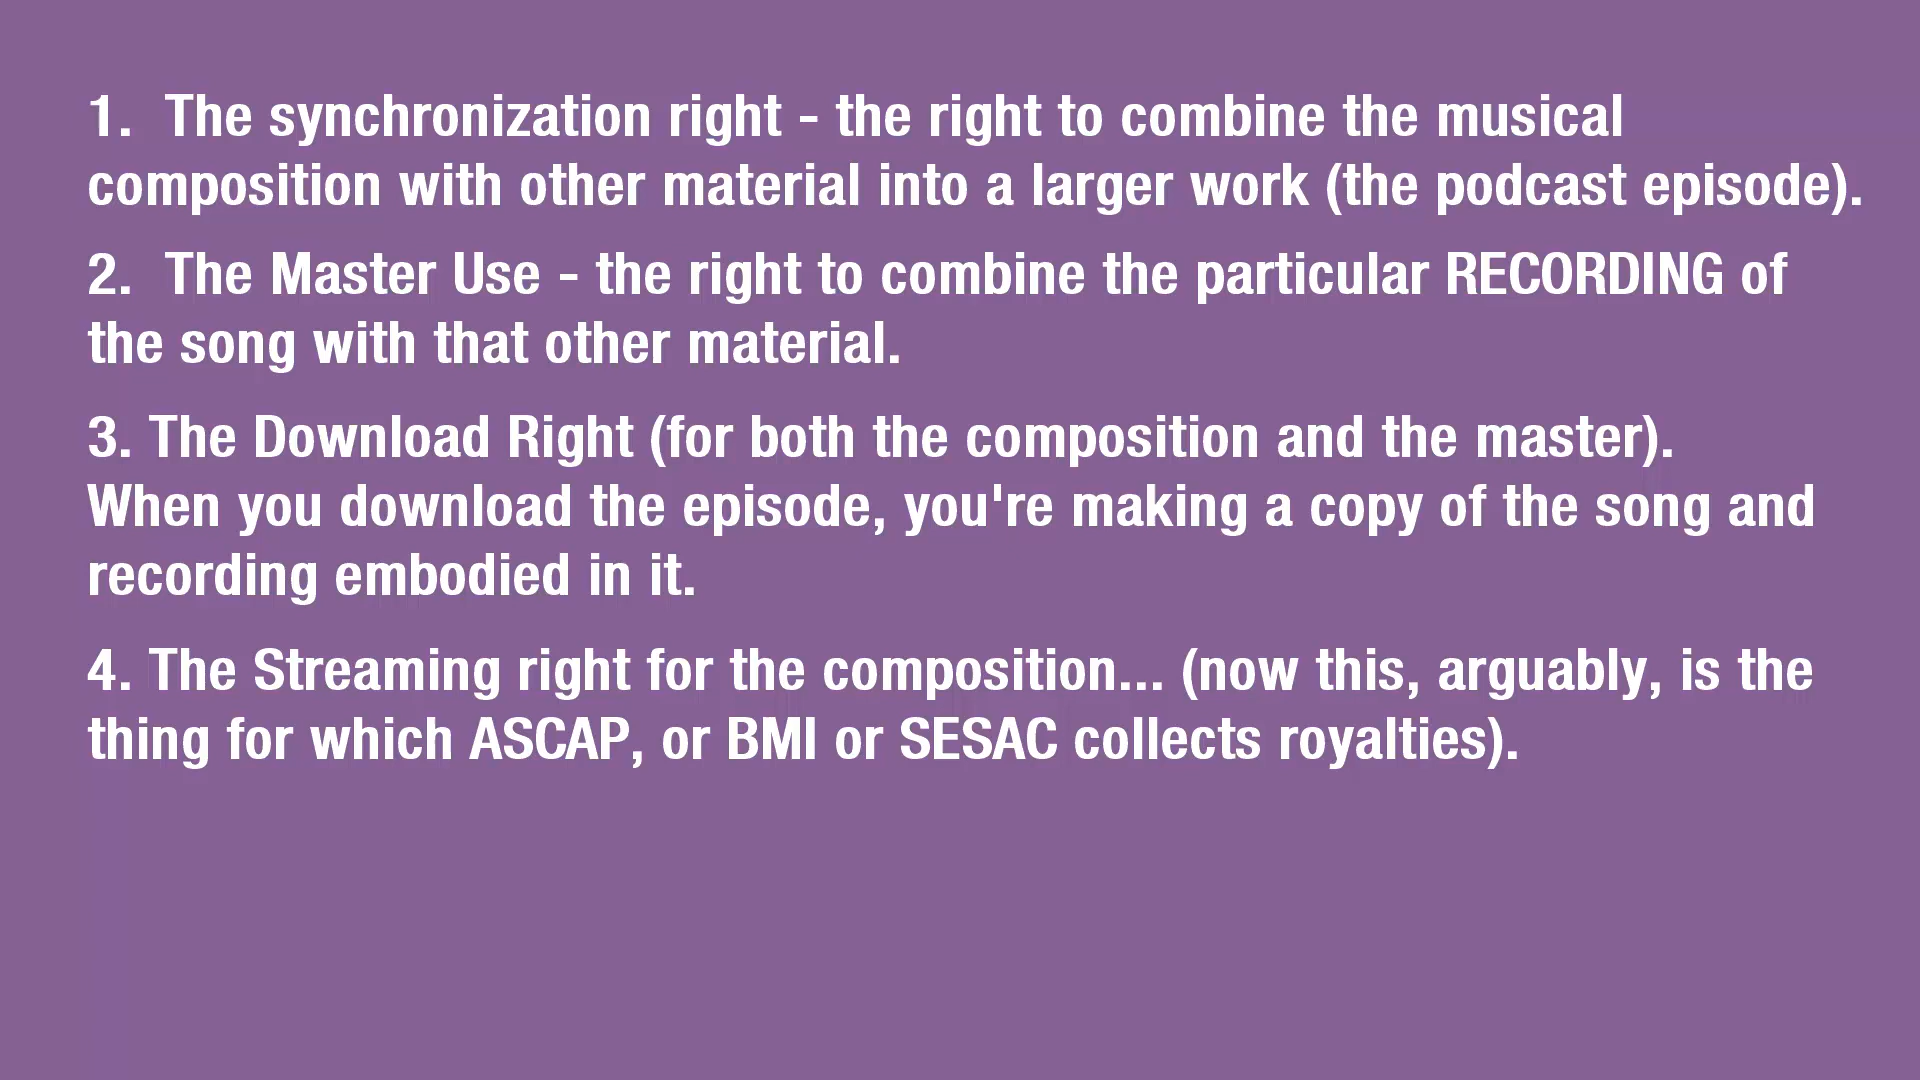 1.  The synchronization right - the right to combine the musical
composition with other material into a larger work (the podcast episode).
2.  The Master Use - the right to combine the particular RECORDING of
the song with that other material.
3. The Download Right (for both the composition and the master).
When you download the episode, you're making a copy of the song and
recording embodied in it.
4. The Streaming right for the composition... (now this, arguably, is the
thing for which ASCAP, or BMI or SESAC collects royalties).